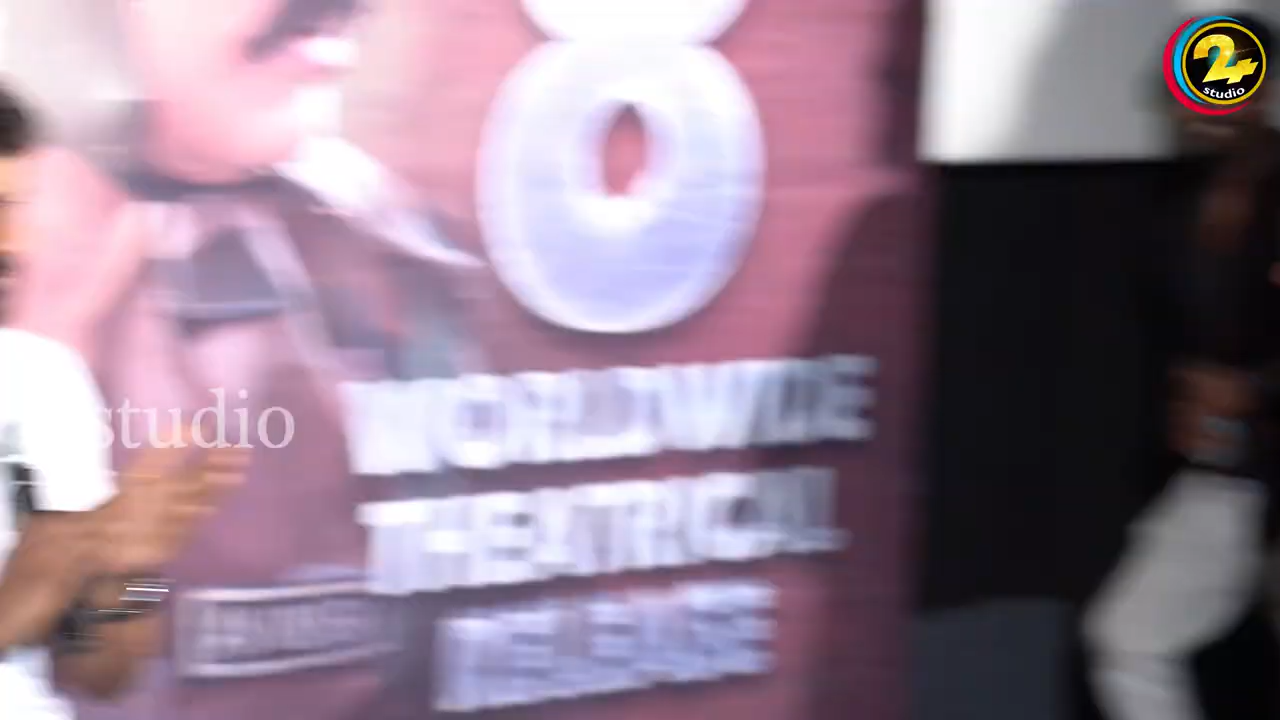 24
studio
8
WORLDWIDE
studio
THEATRICAL
RELEASE